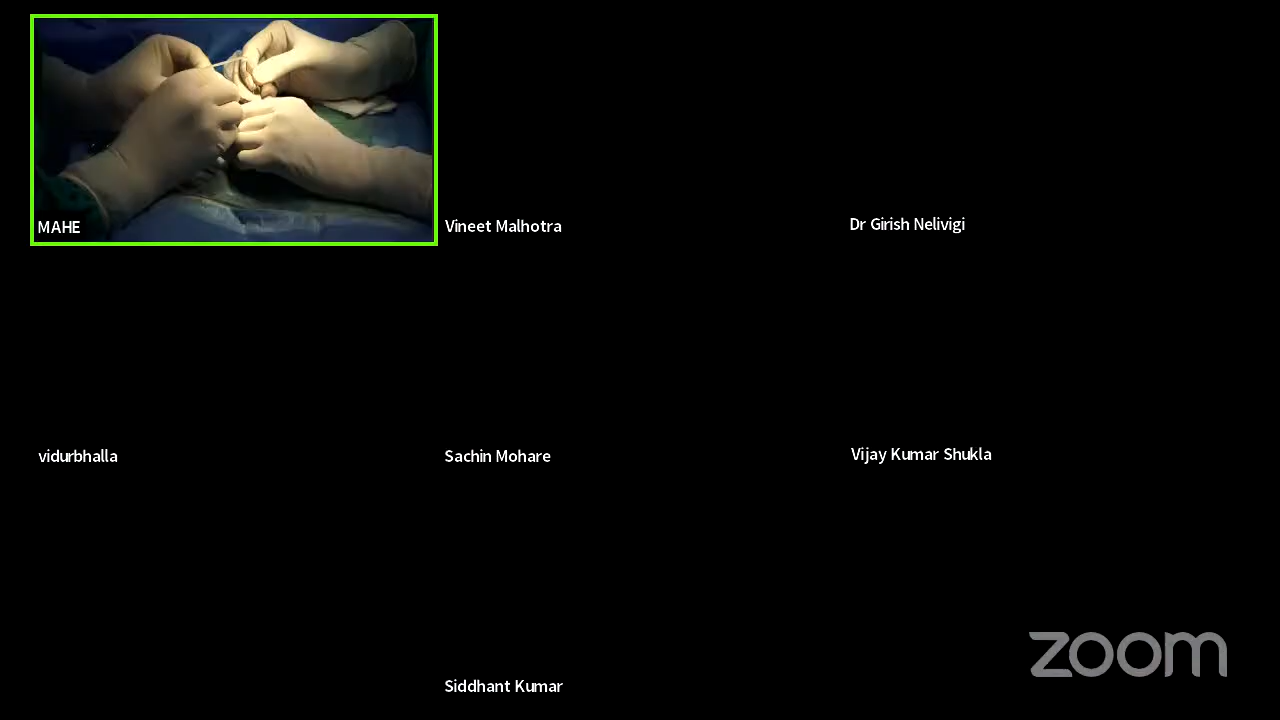 MAHE
Vineet Malhotra
Dr Girish Nelivigi
vidurbhalla
Sachin Mohare
Vijay Kumar Shukla
Siddhant Kumar
zoom